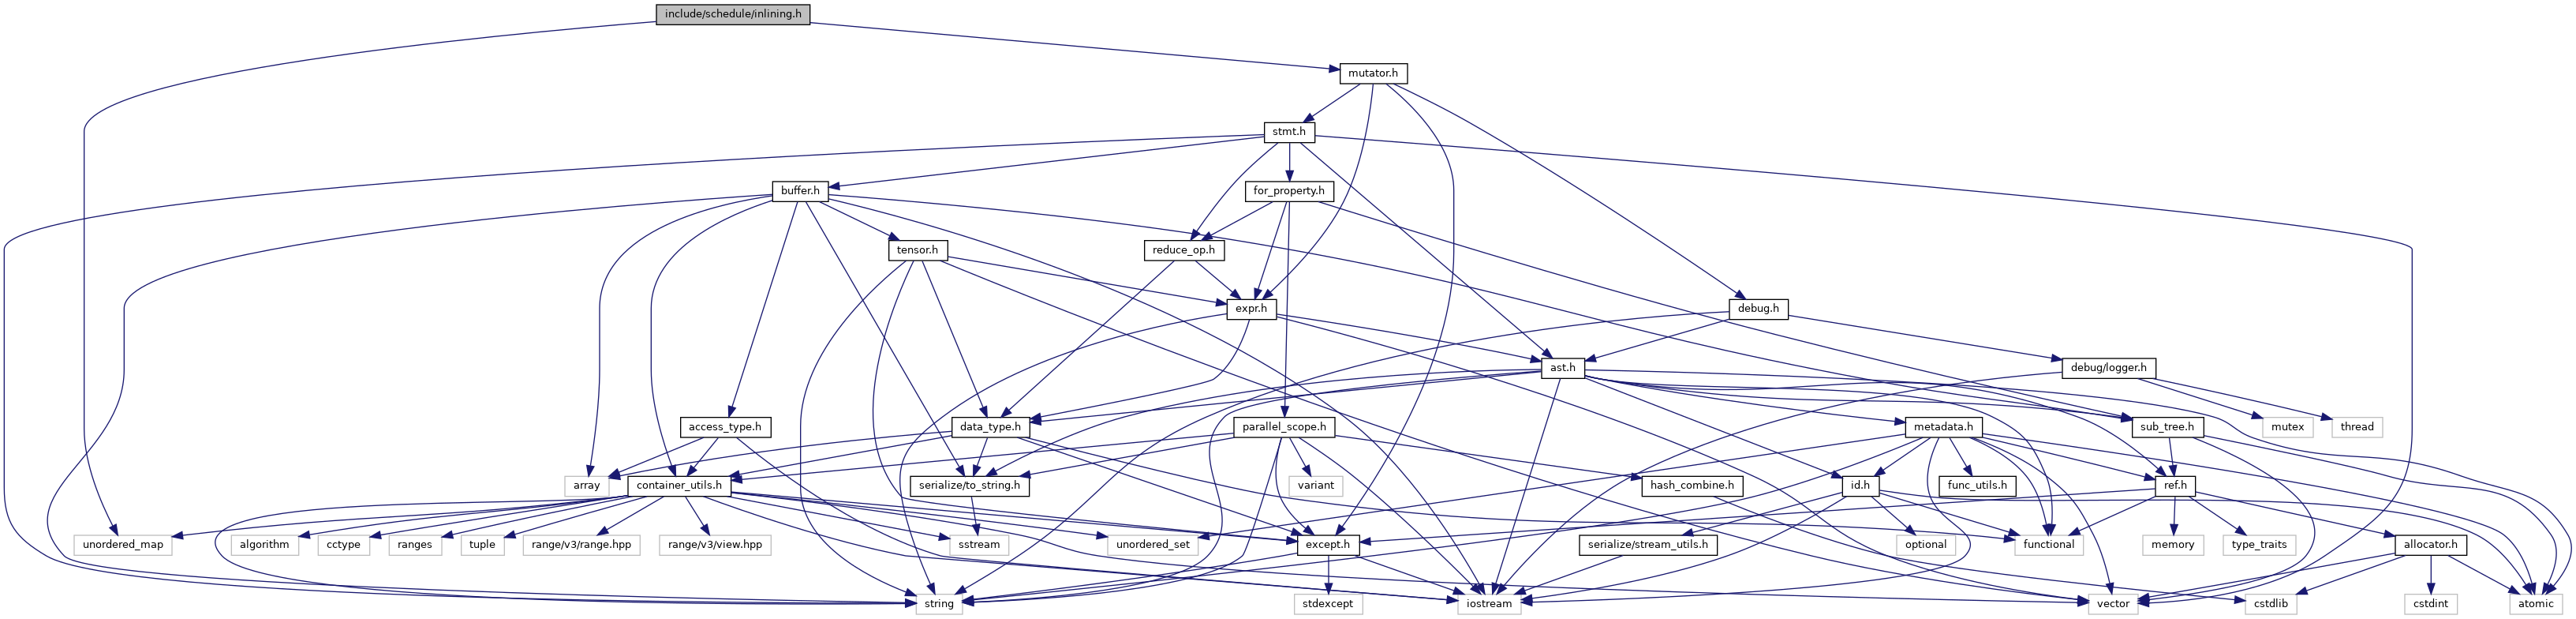 include/schedule/inlining.h
mutator.h
stmt.h
buffer.h
for_property.h
tensor.h
reduce_op.h
expr.h
debug.h
ast.h
debug/logger.h
access_type.h
data_type.h
parallel_scope.h
metadata.h
sub_tree.h
mutex
thread
array
container_utils.h
serialize/to_string.h
variant
hash_combine.h
id.h
func_utils.h
ref.h
unordered_map
algorithm
cctype
ranges
tuple
range/v3/range.hpp
range/v3/view.hpp
sstream
unordered_set
except.h
serialize/stream_utils.h
optional
functional
memory
type_traits
allocator.h
string
stdexcept
iostream
vector
cstdlib
cstdint
atomic